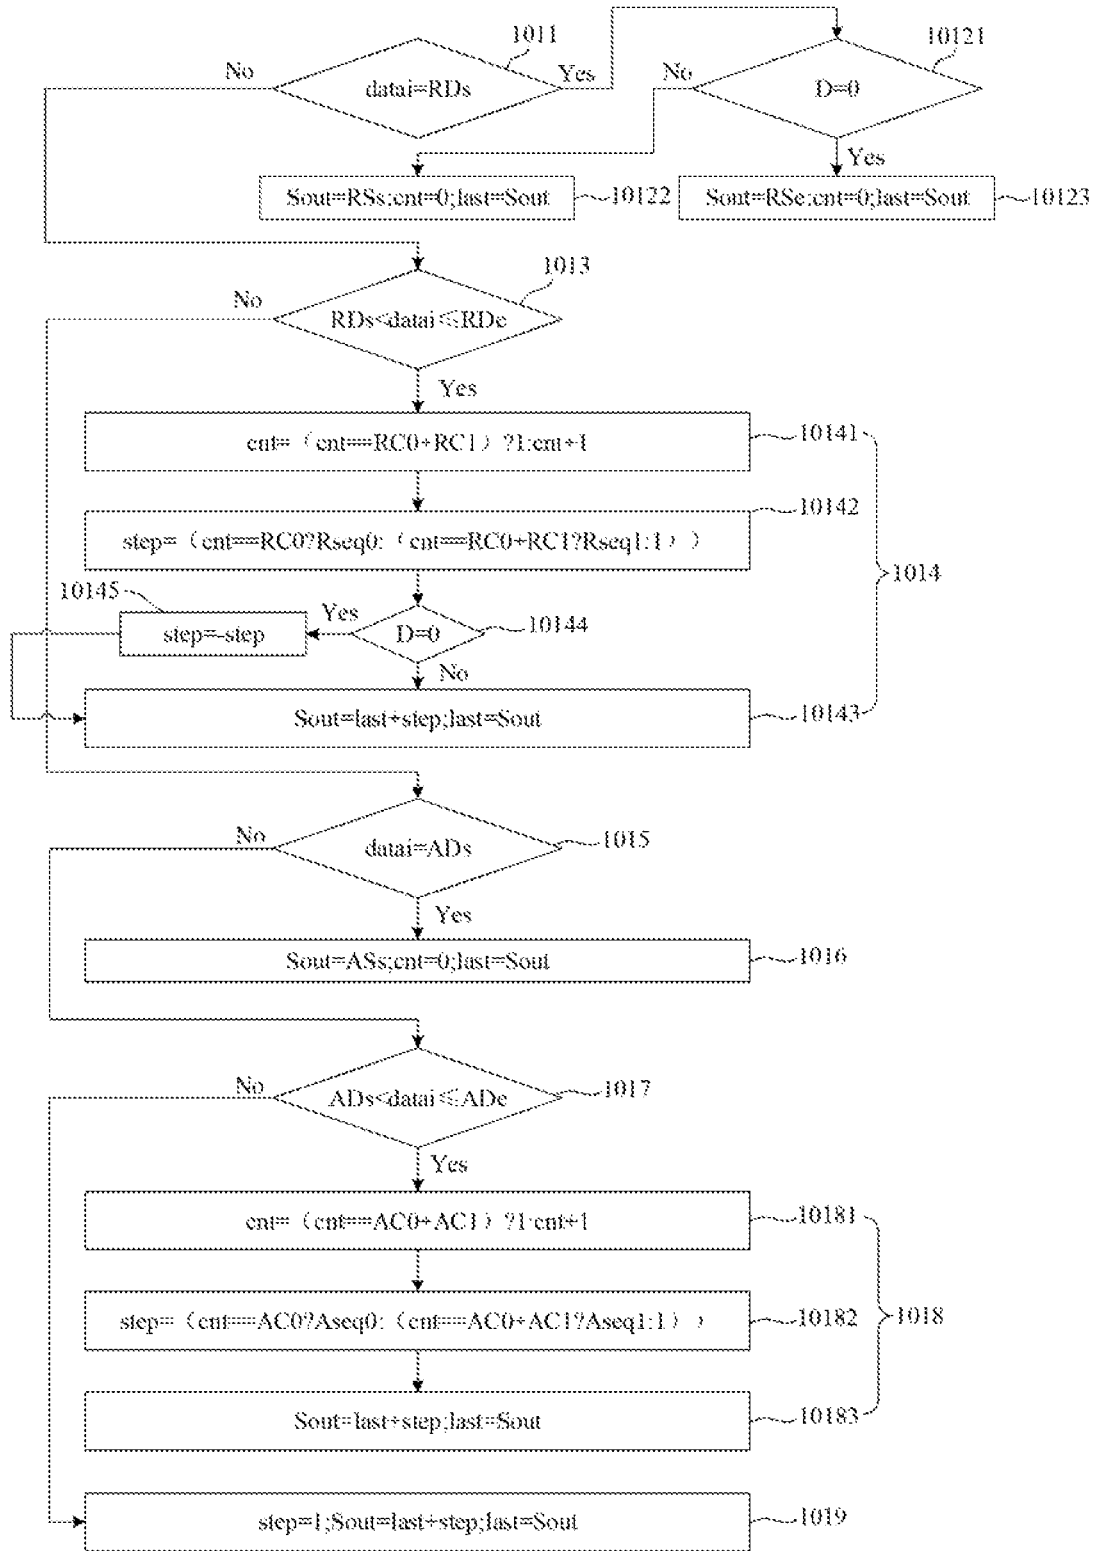 1011
10121
No
datai=RDs
Yes
No
D=0
Yes
Sout=RSs;cnt=0;last=Sout
10122
Sout=RSe;cnt=0;last=Sout
10123
1013
No
RDs<datai≤RDe
Yes
cnt=（cnt==RC0+RC1）?1:cnt+1
10141
10142
step=（cnt==RC0?Rseq0:（cnt==RC0+RC1?Rseq1:1））
1014
10145
Yes
step=-step
D=0
10144
No
Sout=last+step;last=Sout
10143
No
datai=ADs
1015
Yes
Sout=ASs;cnt=0;last=Sout
1016
No
ADs<datai≤ADe
1017
Yes
cnt=（cnt==AC0+AC1）?1:cnt+1
10181
step=（cnt==AC0?Aseq0:（cnt==AC0+AC1?Aseq1:1））
10182
1018
Sout=last+step;last=Sout
10183
step=1;Sout=last+step;last=Sout
1019